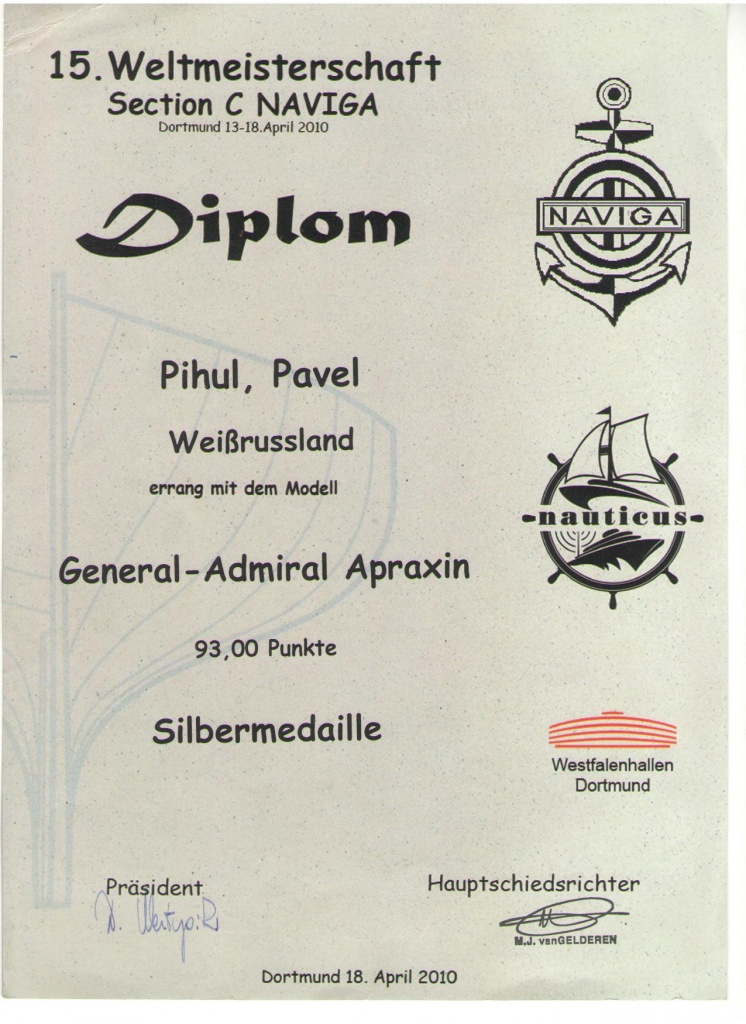 15. Weltmeisterschaft
Section C NAVIGA
Dortmund 13-18.April 2010
Diplom
NAVIGA
Pihul, Pavel
Weißrussland
errang mit dem Modell
nauticus
General-Admiral Apraxin
93,00 Punkte
Silbermedaille
Westfalenhallen
Dortmund
Präsident
Hauptschiedsrichter
M.J. vanGELDEREN
Dortmund 18. April 2010